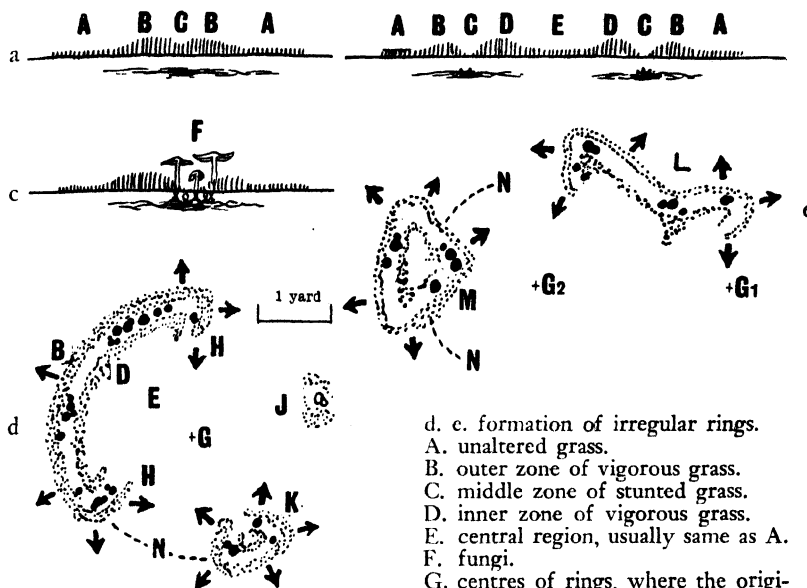 A B C B A
A B C D E D C B A
a
F
c
L
N
M
+G2
+G1
N
1 yard
H
B
D
E
J
d
+G
H
K
N
d. e. formation of irregular rings.
A. unaltered grass.
B. outer zone of vigorous grass.
C. middle zone of stunted grass.
D. inner zone of vigorous grass.
E. central region, usually same as A.
F. fungi.
G. centres of rings, where the origi-